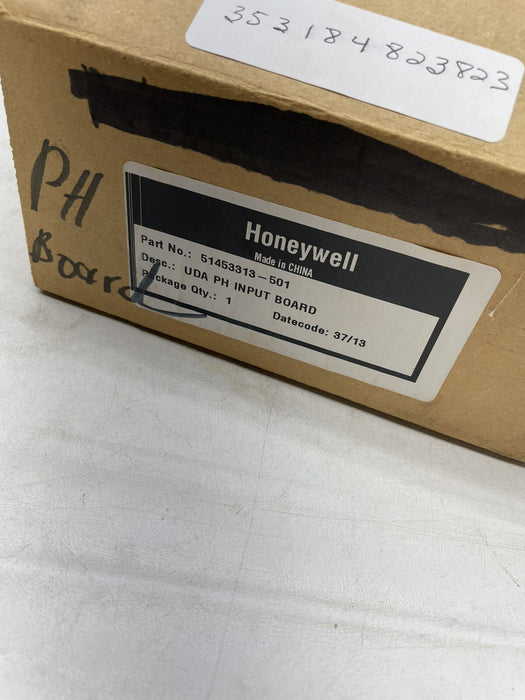 353184823823
PH
Board
Honeywell
Made in CHINA
Part No.: 51453313-501
Desc.: UDA PH INPUT BOARD
Package Qty.: 1
Datecode: 37/13